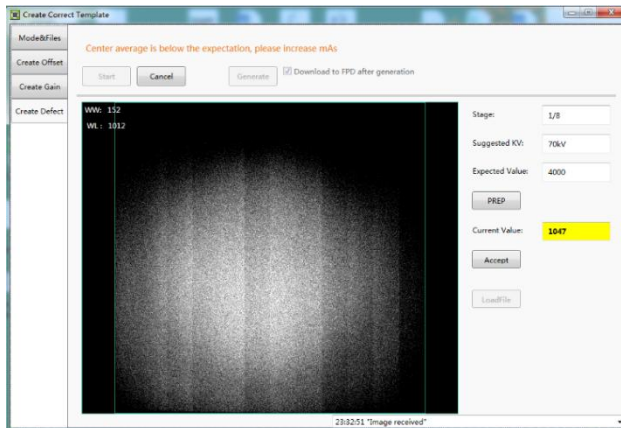 Create Correct Template
Mode&Files
Create Offset
Create Gain
Create Defect
Center average is below the expectation, please increase mAs
Start
Cancel
Generate
Download to FPD after generation
WW: 152
WL: 1012
Stage: 1/8
Suggested KV: 70kV
Expected Value: 4000
PREP
Current Value: 1047
Accept
LoadFile
23:32:51 "Image received"